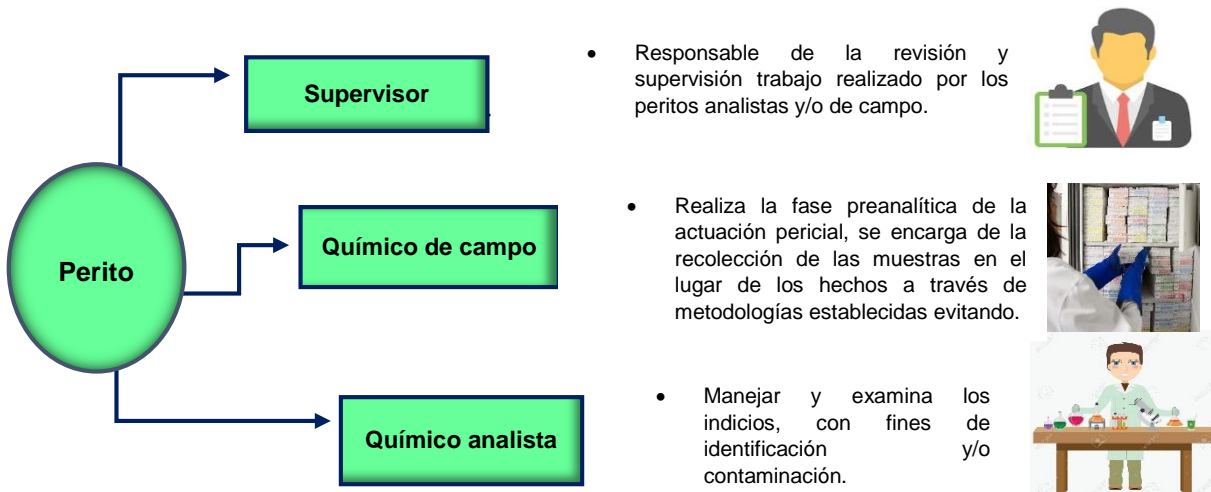 Perito
Supervisor
• Responsable de la revisión y
supervisión trabajo realizado por los
peritos analistas y/o de campo.
Químico de campo
• Realiza la fase preanalítica de la
actuación pericial, se encarga de la
recolección de las muestras en el
lugar de los hechos a través de
metodologías establecidas evitando.
Químico analista
• Manejar y examina los
indicios, con fines de
identificación y/o
contaminación.